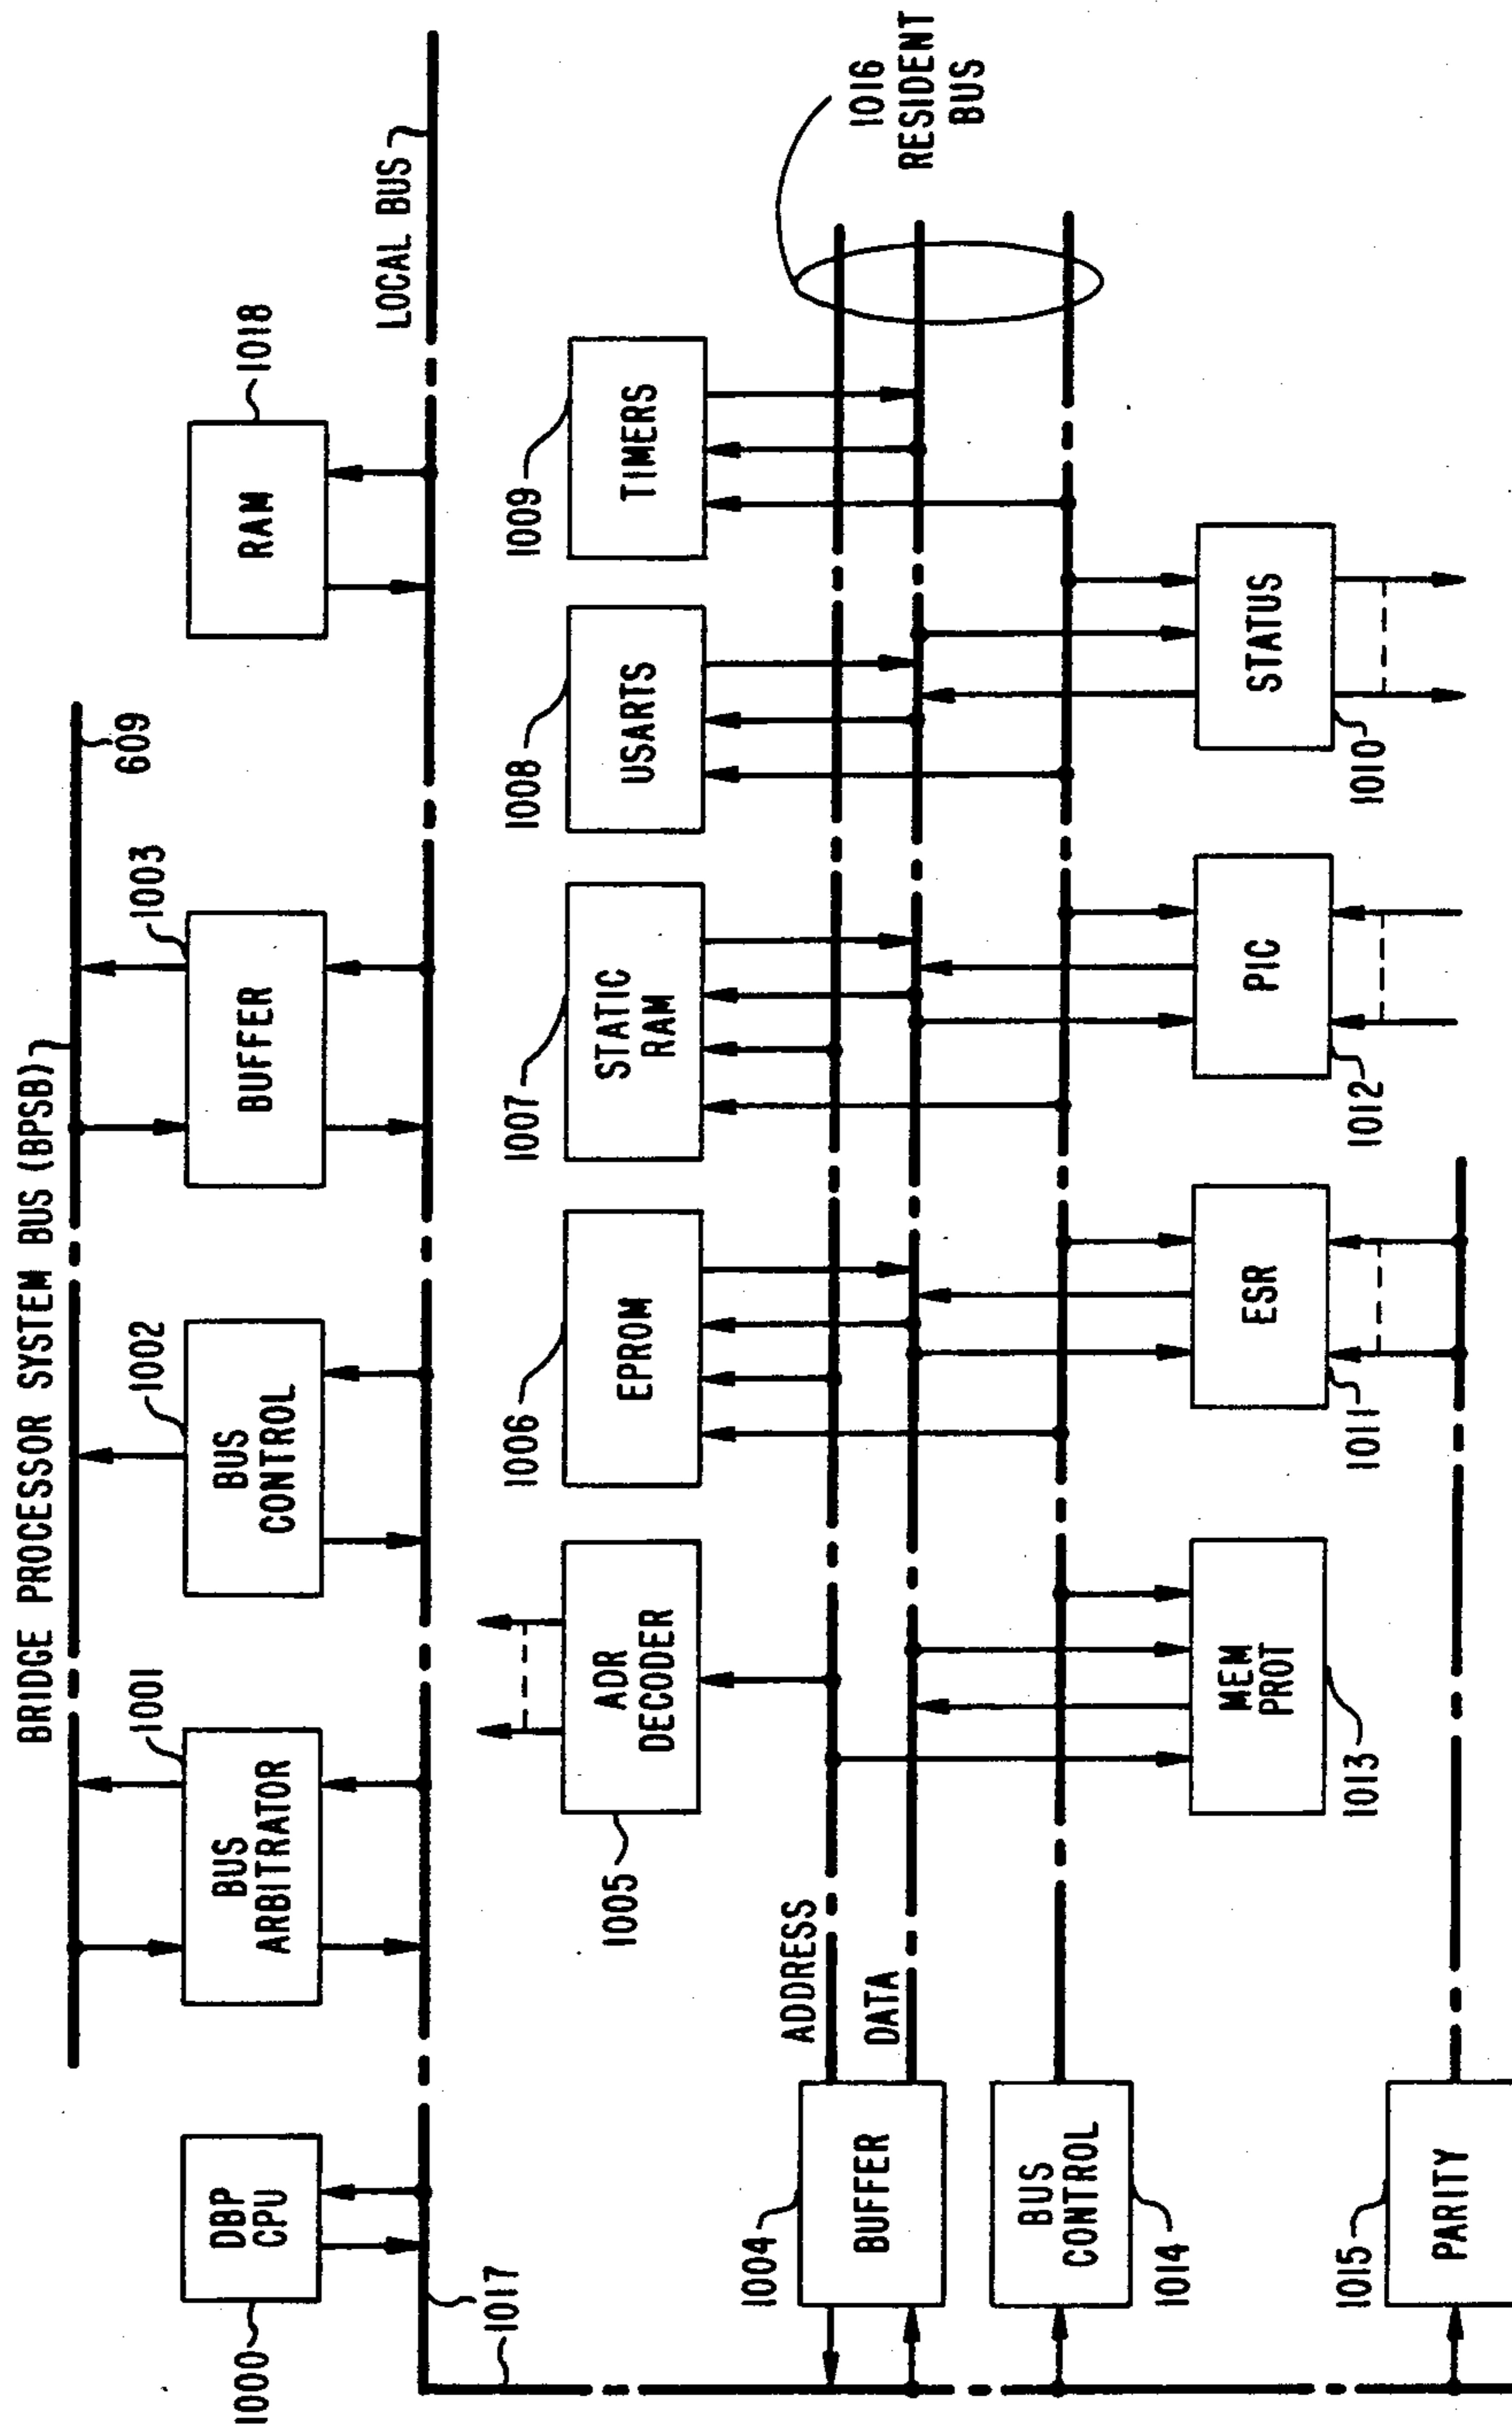 BRIDGE PROCESSOR SYSTEM BUS (BPSB)
609
1000
DBP
CPU
1001
BUS
ARBITRATOR
1002
BUS
CONTROL
1003
BUFFER
1018
RAM
LOCAL BUS
1017
1005
ADR
DECODER
1006
EPROM
1007
STATIC
RAM
1008
USARTS
1009
TIMERS
1016
RESIDENT
BUS
1004
BUFFER
ADDRESS
DATA
1014
BUS
CONTROL
1013
MEM
PROT
1011
ESR
1012
PIC
1010
STATUS
1015
PARITY